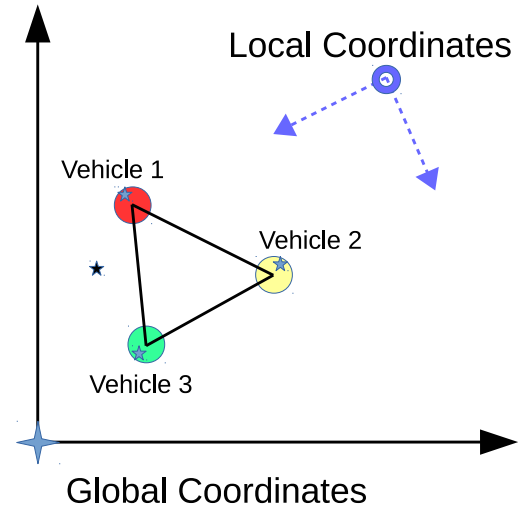 Local Coordinates
Vehicle 1
Vehicle 2
Vehicle 3
Global Coordinates